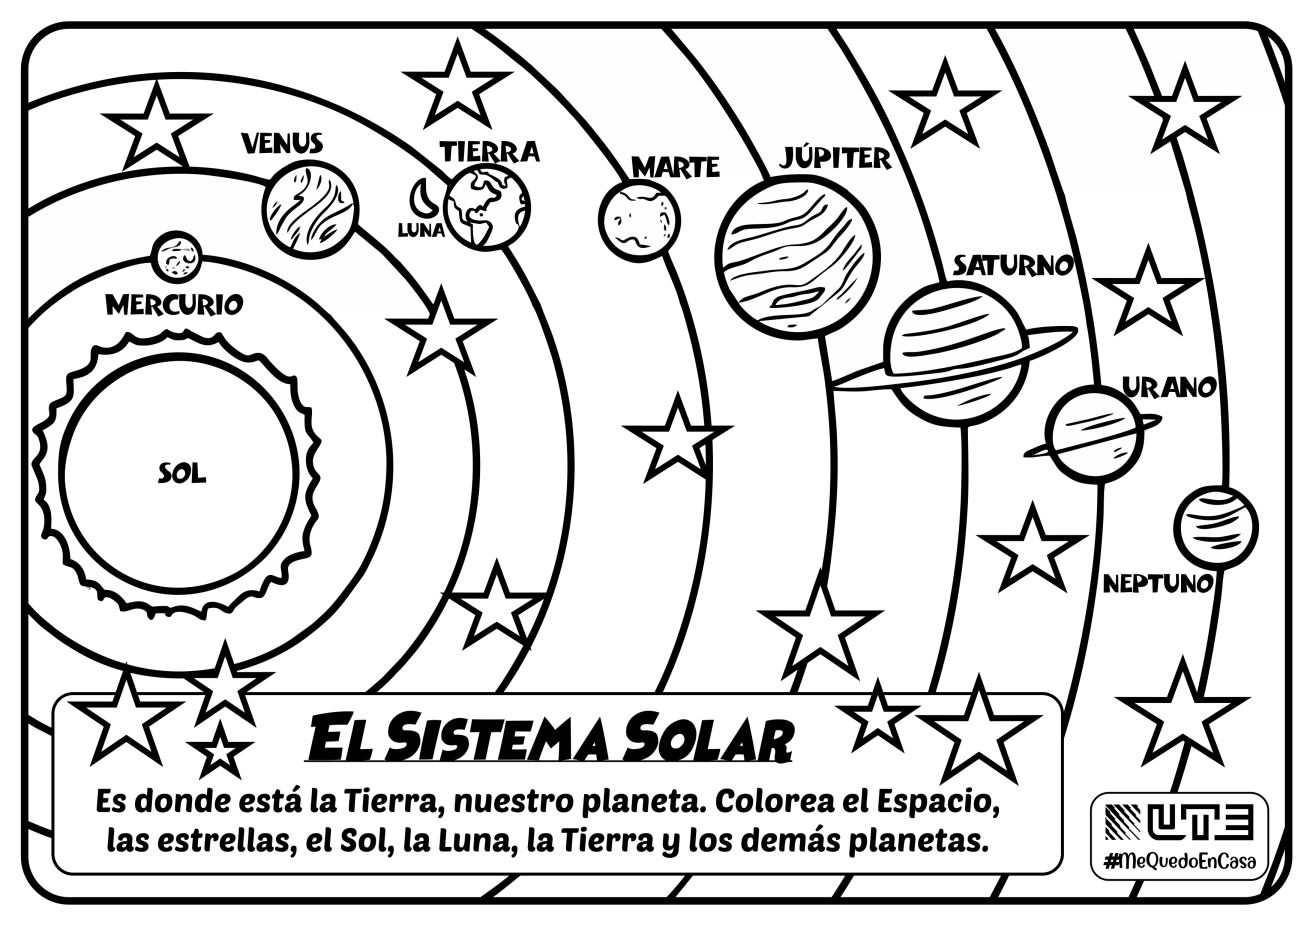 VENUS
TIERRA
MARTE
JÚPITER
LUNA
SATURNO
MERCURIO
URANO
SOL
NEPTUNO
EL SISTEMA SOLAR
Es donde está la Tierra, nuestro planeta. Colorea el Espacio,
las estrellas, el Sol, la Luna, la Tierra y los demás planetas.
UTE
#MeQuedoEnCasa